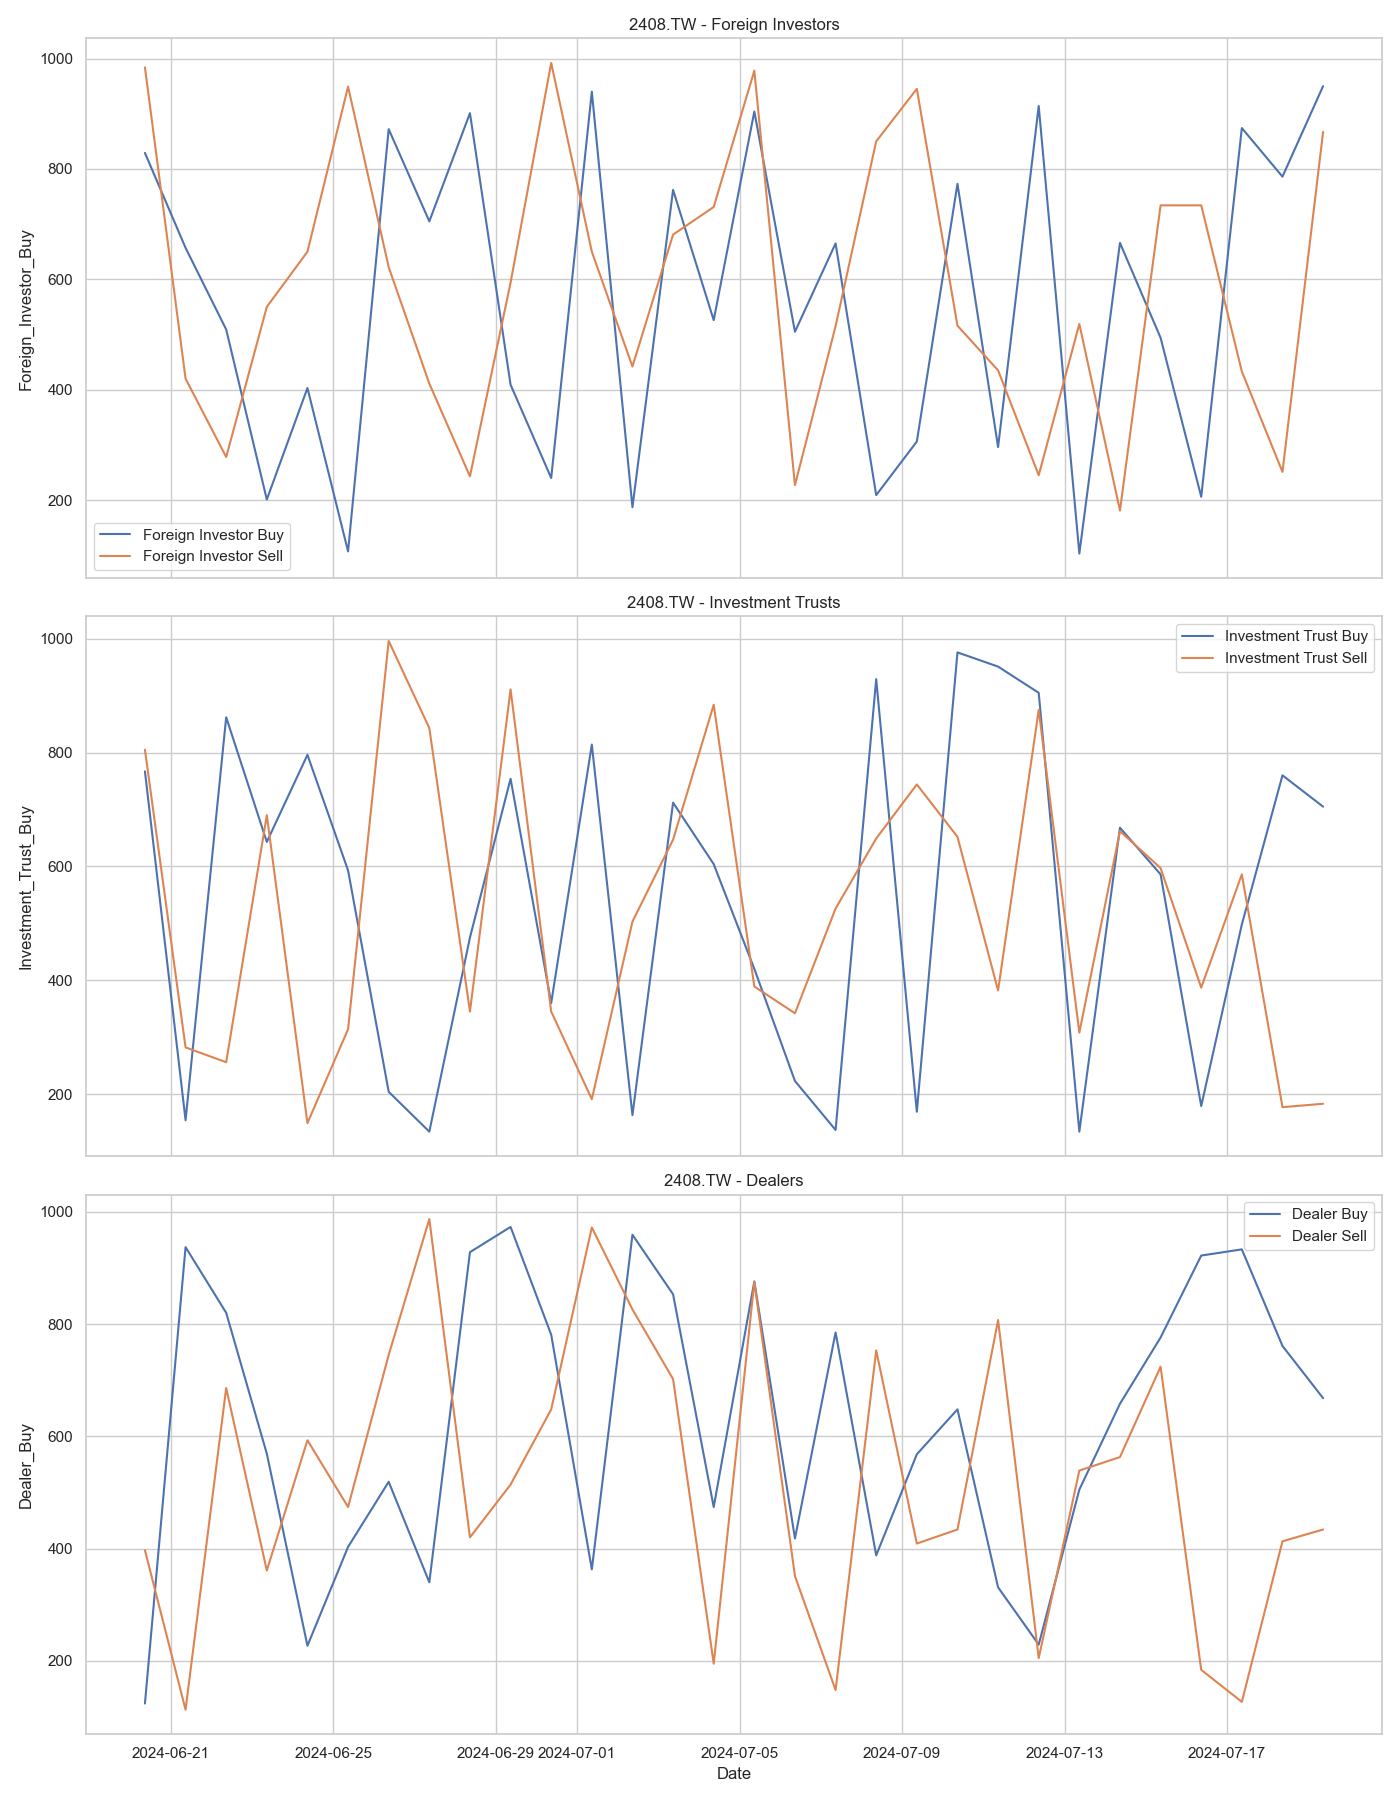 2408.TW - Foreign Investors
1000
800
600
400
200
Foreign_Investor_Buy
Foreign Investor Buy
Foreign Investor Sell
2408.TW - Investment Trusts
1000
800
600
400
200
Investment_Trust_Buy
Investment Trust Buy
Investment Trust Sell
2408.TW - Dealers
1000
800
600
400
200
Dealer_Buy
Dealer Buy
Dealer Sell
2024-06-21 2024-06-25 2024-06-29 2024-07-01 2024-07-05 2024-07-09 2024-07-13 2024-07-17
Date